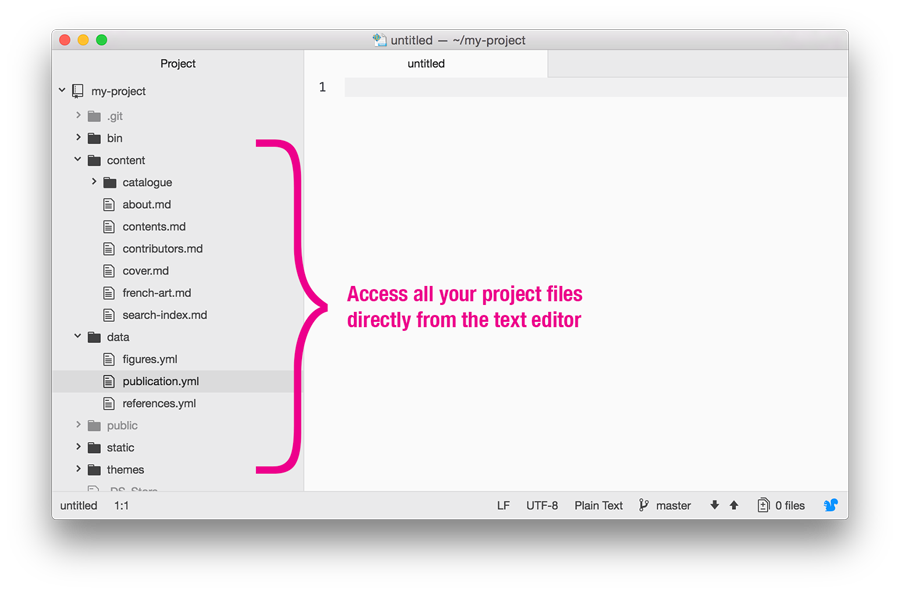 untitled — ~/my-project
Project
untitled
my-project
1
.git
bin
content
catalogue
about.md
contents.md
contributors.md
cover.md
french-art.md
search-index.md
Access all your project files
directly from the text editor
data
figures.yml
publication.yml
references.yml
public
static
themes
.DS_Store
untitled 1:1 LF UTF-8 Plain Text master 0 files